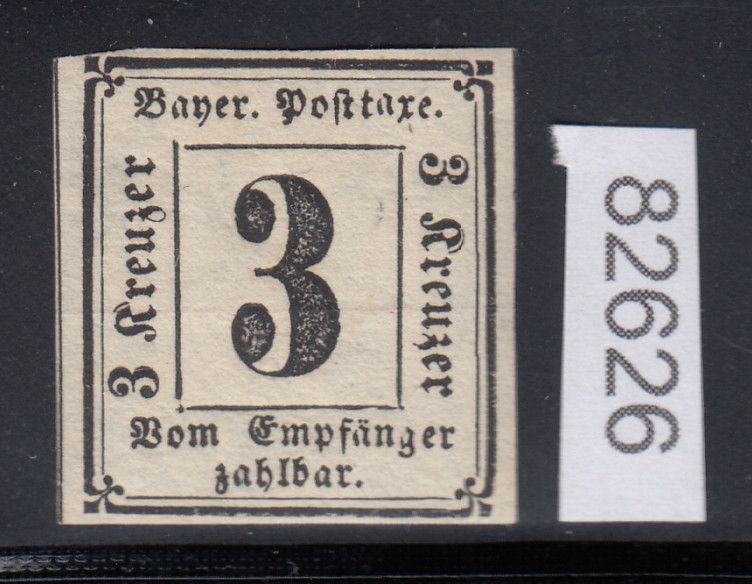 Bayer. Posttaxe.
3 Kreuzer
3
3 Kreuzer
Vom Empfänger
zahlbar.
82626